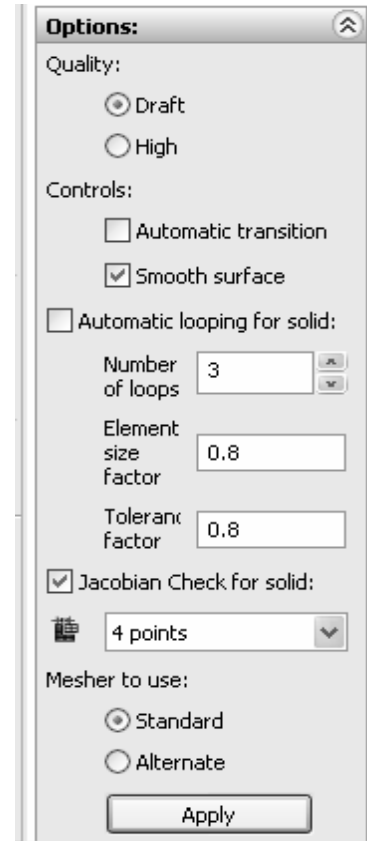 Options:
Quality:
Draft
High
Controls:
Automatic transition
Smooth surface
Automatic looping for solid:
Number
of loops
3
Element
size
factor
0.8
Toleranc
factor
0.8
Jacobian Check for solid:
4 points
Mesher to use:
Standard
Alternate
Apply